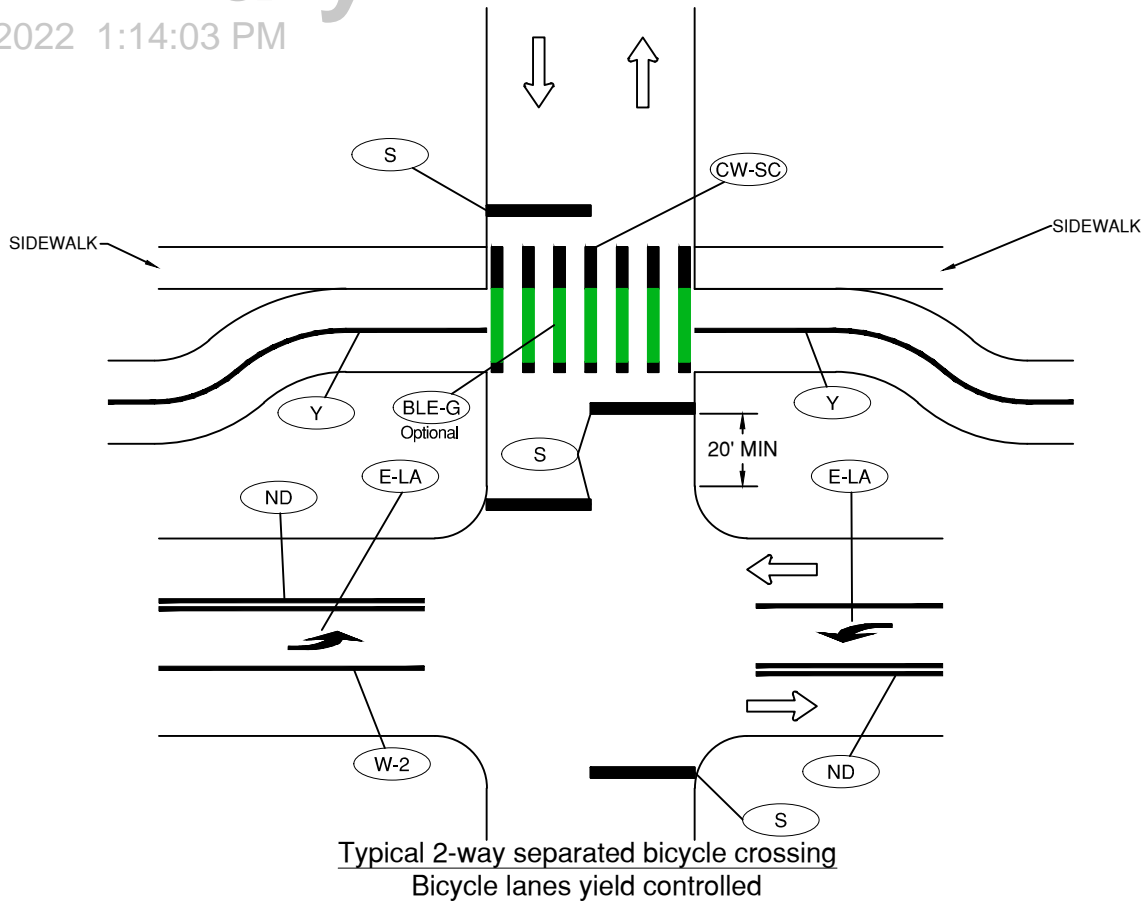 2022 1:14:03 PM
S
CW-SC
SIDEWALK
SIDEWALK
Y
BLE-G
Optional
Y
S
20' MIN
ND
E-LA
E-LA
W-2
ND
S
Typical 2-way separated bicycle crossing
Bicycle lanes yield controlled